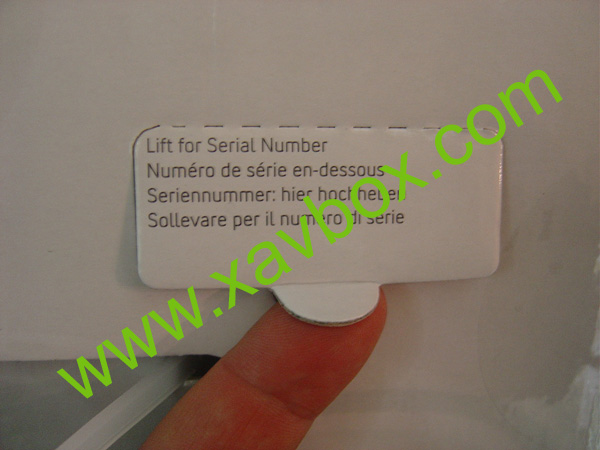 Lift for Serial Number
Numéro de série en-dessous
Seriennummer: hier hochheben
Sollevare per il numero di serie
www.xavbox.com